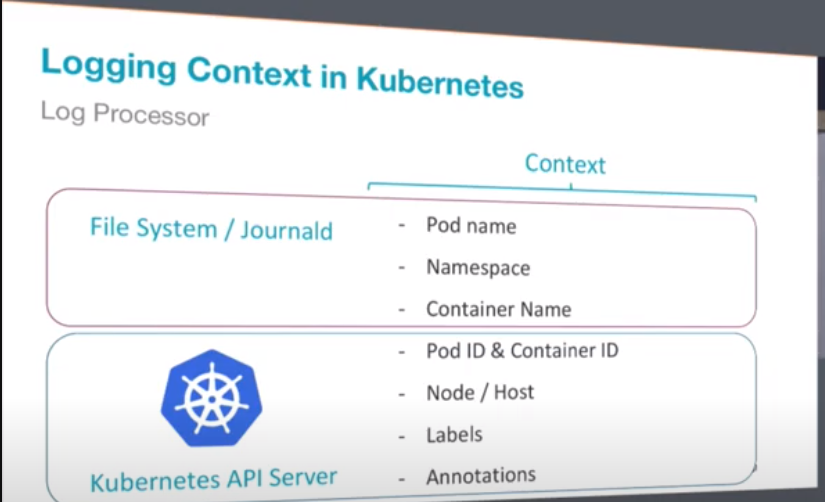 Logging Context in Kubernetes
Log Processor
Context
File System / Journald
- Pod name
- Namespace
- Container Name
- Pod ID & Container ID
- Node / Host
- Labels
- Annotations
Kubernetes API Server